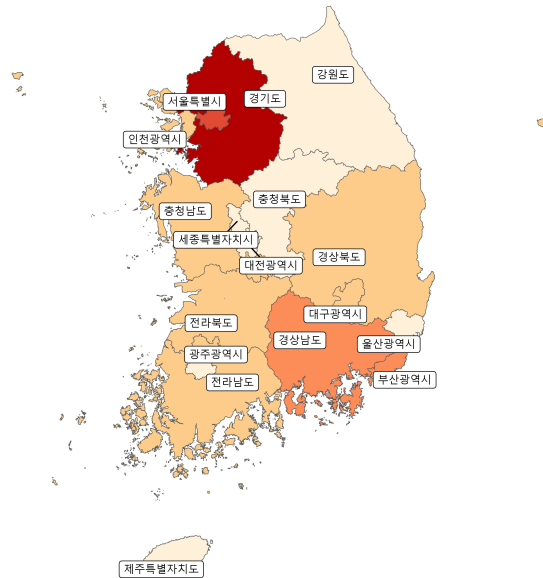 강원도
서울특별시
경기도
인천광역시
충청북도
충청남도
세종특별자치시
경상북도
대전광역시
대구광역시
전라북도
경상남도
울산광역시
광주광역시
전라남도
부산광역시
제주특별자치도